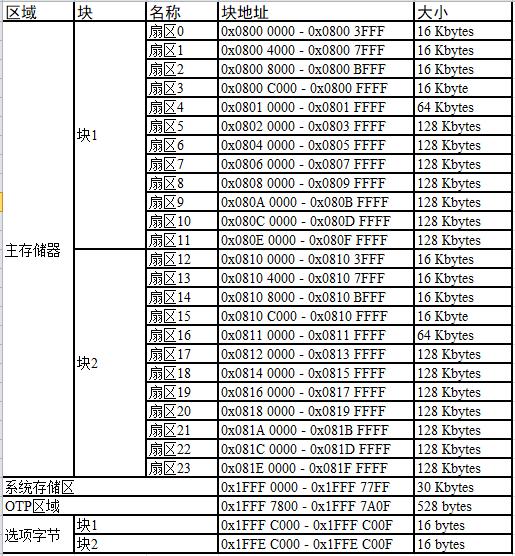 区域 块 名称 块地址 大小
扇区0 0x0800 0000 - 0x0800 3FFF 16 Kbytes
扇区1 0x0800 4000 - 0x0800 7FFF 16 Kbytes
扇区2 0x0800 8000 - 0x0800 BFFF 16 Kbytes
扇区3 0x0800 C000 - 0x0800 FFFF 16 Kbyte
扇区4 0x0801 0000 - 0x0801 FFFF 64 Kbytes
扇区5 0x0802 0000 - 0x0803 FFFF 128 Kbytes
块1
扇区6 0x0804 0000 - 0x0805 FFFF 128 Kbytes
扇区7 0x0806 0000 - 0x0807 FFFF 128 Kbytes
扇区8 0x0808 0000 - 0x0809 FFFF 128 Kbytes
扇区9 0x080A 0000 - 0x080B FFFF 128 Kbytes
扇区10 0x080C 0000 - 0x080D FFFF 128 Kbytes
扇区11 0x080E 0000 - 0x080F FFFF 128 Kbytes
主存储器
扇区12 0x0810 0000 - 0x0810 3FFF 16 Kbytes
扇区13 0x0810 4000 - 0x0810 7FFF 16 Kbytes
扇区14 0x0810 8000 - 0x0810 BFFF 16 Kbytes
扇区15 0x0810 C000 - 0x0810 FFFF 16 Kbyte
扇区16 0x0811 0000 - 0x0811 FFFF 64 Kbytes
扇区17 0x0812 0000 - 0x0813 FFFF 128 Kbytes
块2
扇区18 0x0814 0000 - 0x0815 FFFF 128 Kbytes
扇区19 0x0816 0000 - 0x0817 FFFF 128 Kbytes
扇区20 0x0818 0000 - 0x0819 FFFF 128 Kbytes
扇区21 0x081A 0000 - 0x081B FFFF 128 Kbytes
扇区22 0x081C 0000 - 0x081D FFFF 128 Kbytes
扇区23 0x081E 0000 - 0x081F FFFF 128 Kbytes
系统存储区 0x1FFF 0000 - 0x1FFF 77FF 30 Kbytes
OTP区域 0x1FFF 7800 - 0x1FFF 7A0F 528 bytes
选项字节 块1 0x1FFF C000 - 0x1FFF C00F 16 bytes
块2 0x1FFE C000 - 0x1FFE C00F 16 bytes